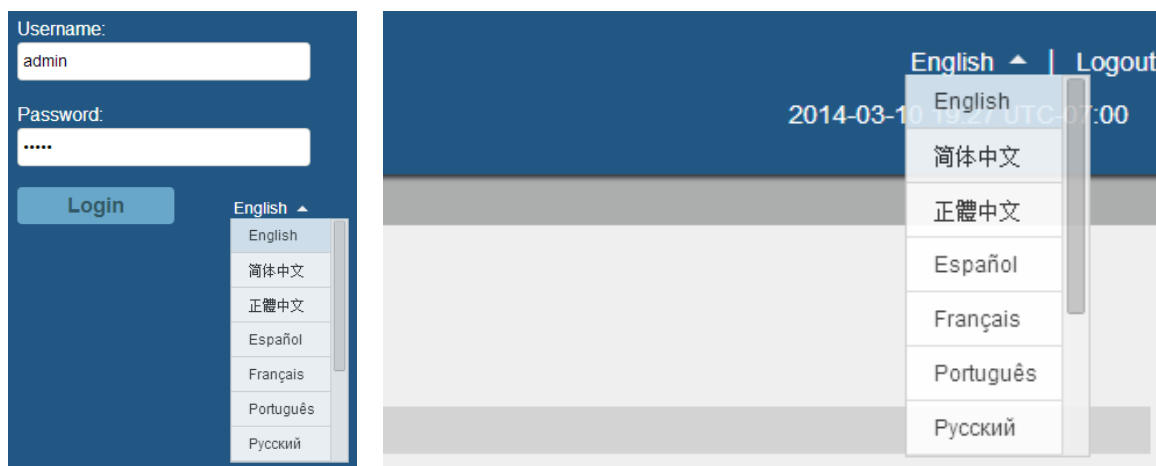 Username:
admin
Password:
•••••
Login
English
English
简体中文
正體中文
Español
Français
Português
Русский
English | Logout
2014-03-10 19:27 UTC-07:00
English
简体中文
正體中文
Español
Français
Português
Русский